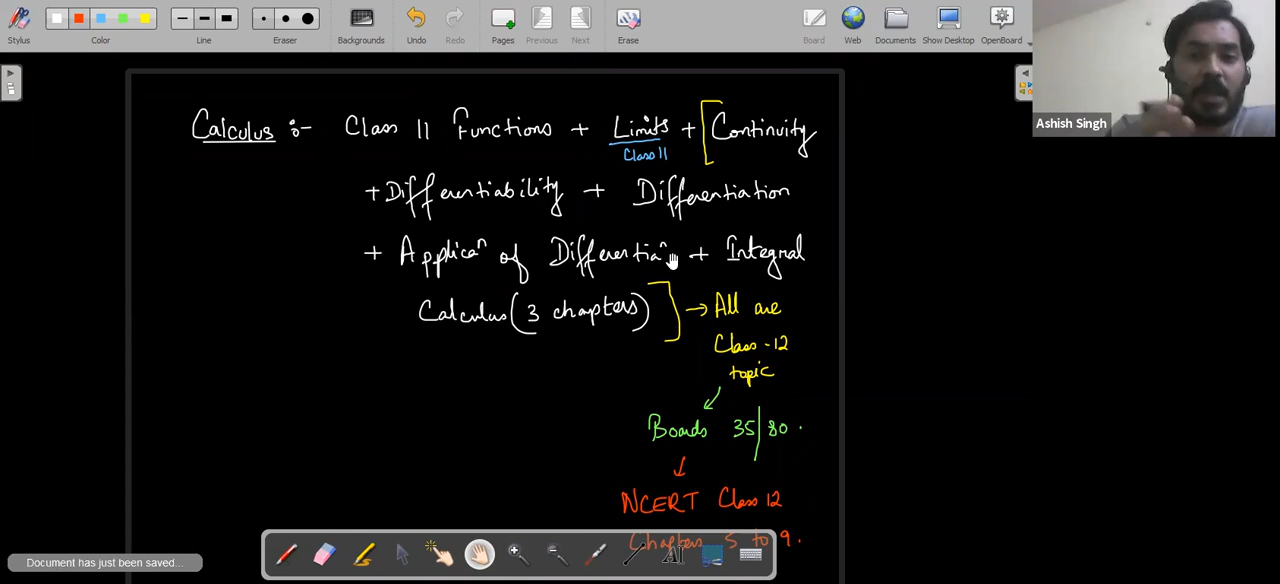 Stylus
Color
Line
Eraser
Backgrounds
Undo
Redo
Pages
Previous
Next
Erase
Board
Web
Documents
Show Desktop
OpenBoard
Ashish Singh
Calculus :- Class 11 Functions + Limits + [Continuity
Class 11
+ Differentiability + Differentiation
+ Applicaⁿ of Differentiaⁿ + Integral
Calculus (3 chapters) ] → All are
Class-12
topic
Boards 35/80.
NCERT Class 12
Chapters 5 to 9.
Document has just been saved...